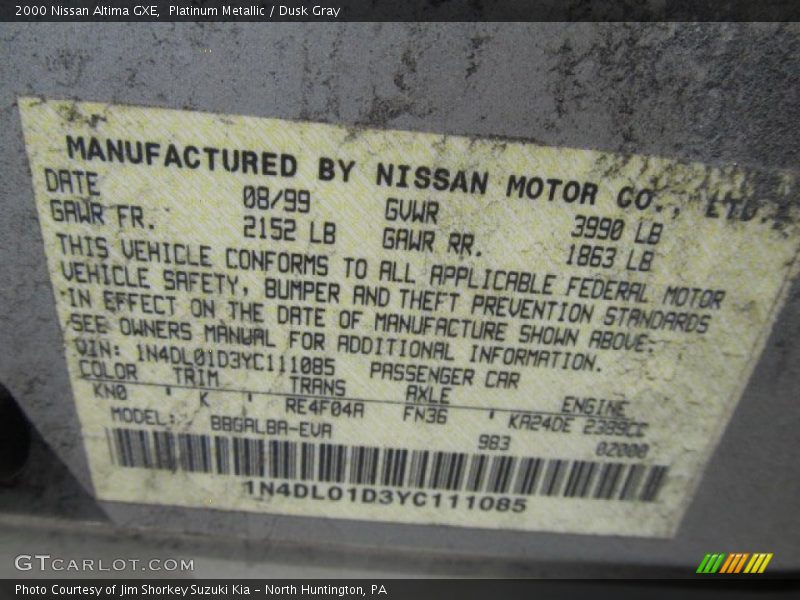 2000 Nissan Altima GXE, Platinum Metallic / Dusk Gray
MANUFACTURED BY NISSAN MOTOR CO., LTD.
DATE 08/99 GVWR 3990 LB
GAWR FR. 2152 LB GAWR RR. 1863 LB
THIS VEHICLE CONFORMS TO ALL APPLICABLE FEDERAL MOTOR
VEHICLE SAFETY, BUMPER AND THEFT PREVENTION STANDARDS
IN EFFECT ON THE DATE OF MANUFACTURE SHOWN ABOVE.
SEE OWNERS MANUAL FOR ADDITIONAL INFORMATION.
VIN: 1N4DL01D3YC111085 PASSENGER CAR
COLOR TRIM TRANS AXLE ENGINE
KN0 K RE4F04A FN36 KA24DE 2389CC
MODEL: BBGALBA-EVA 983 02000
1N4DL01D3YC111085
GTCARLOT.COM
Photo Courtesy of Jim Shorkey Suzuki Kia - North Huntington, PA